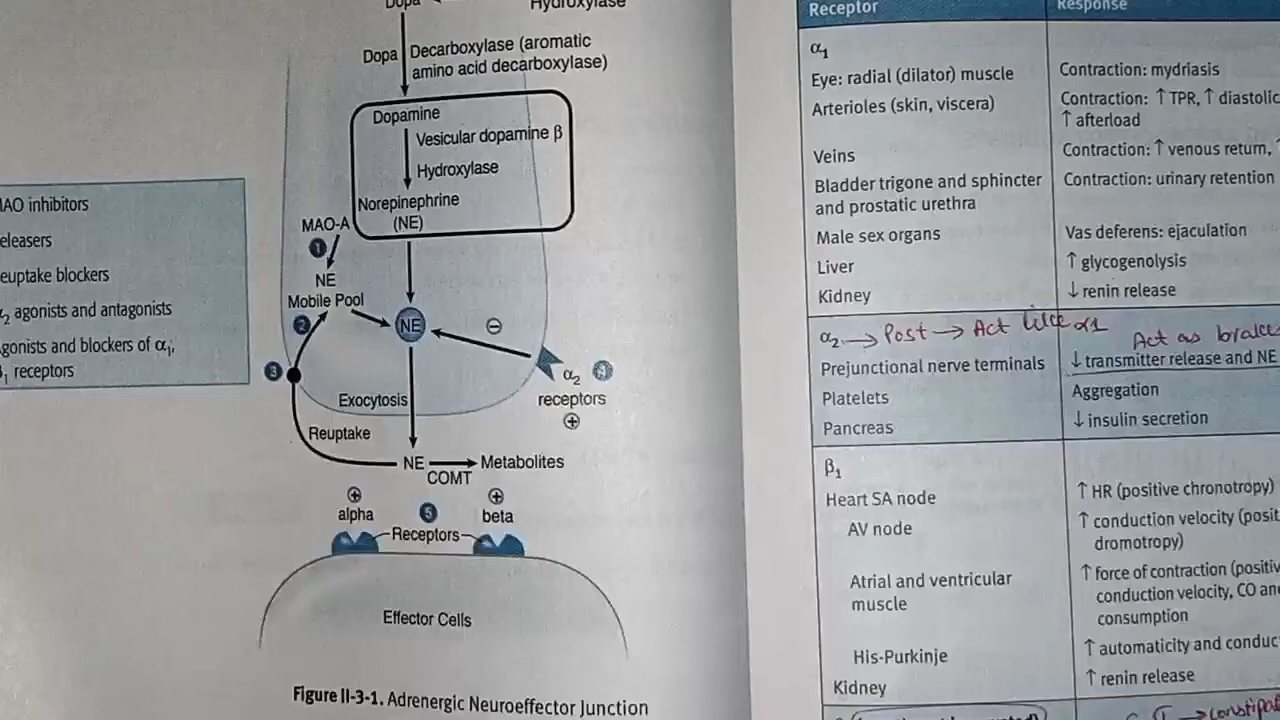 Dopa
Hydroxylase
Dopa Decarboxylase (aromatic
amino acid decarboxylase)
Dopamine
Vesicular dopamine β
Hydroxylase
Norepinephrine
(NE)
MAO-A
1
NE
Mobile Pool
2
NE
⊖
3
α2
4
receptors
⊕
Exocytosis
Reuptake
NE
Metabolites
COMT
⊕
⊕
alpha
5
beta
Receptors
Effector Cells
Figure II-3-1. Adrenergic Neuroeffector Junction
AO inhibitors
eleasers
euptake blockers
2 agonists and antagonists
gonists and blockers of α1,
1 receptors
Receptor Response
α1
Eye: radial (dilator) muscle Contraction: mydriasis
Arterioles (skin, viscera) Contraction: ↑ TPR, ↑ diastolic
↑ afterload
Veins Contraction: ↑ venous return,
Bladder trigone and sphincter Contraction: urinary retention
and prostatic urethra
Male sex organs Vas deferens: ejaculation
Liver ↑ glycogenolysis
Kidney ↓ renin release
α2 → Post → Act like α1 Act as brakes
Prejunctional nerve terminals ↓ transmitter release and NE
Platelets Aggregation
Pancreas ↓ insulin secretion
β1
Heart SA node ↑ HR (positive chronotropy)
AV node ↑ conduction velocity (posit
dromotropy)
Atrial and ventricular ↑ force of contraction (positiv
muscle conduction velocity, CO an
consumption
His-Purkinje ↑ automaticity and conduc
Kidney ↑ renin release